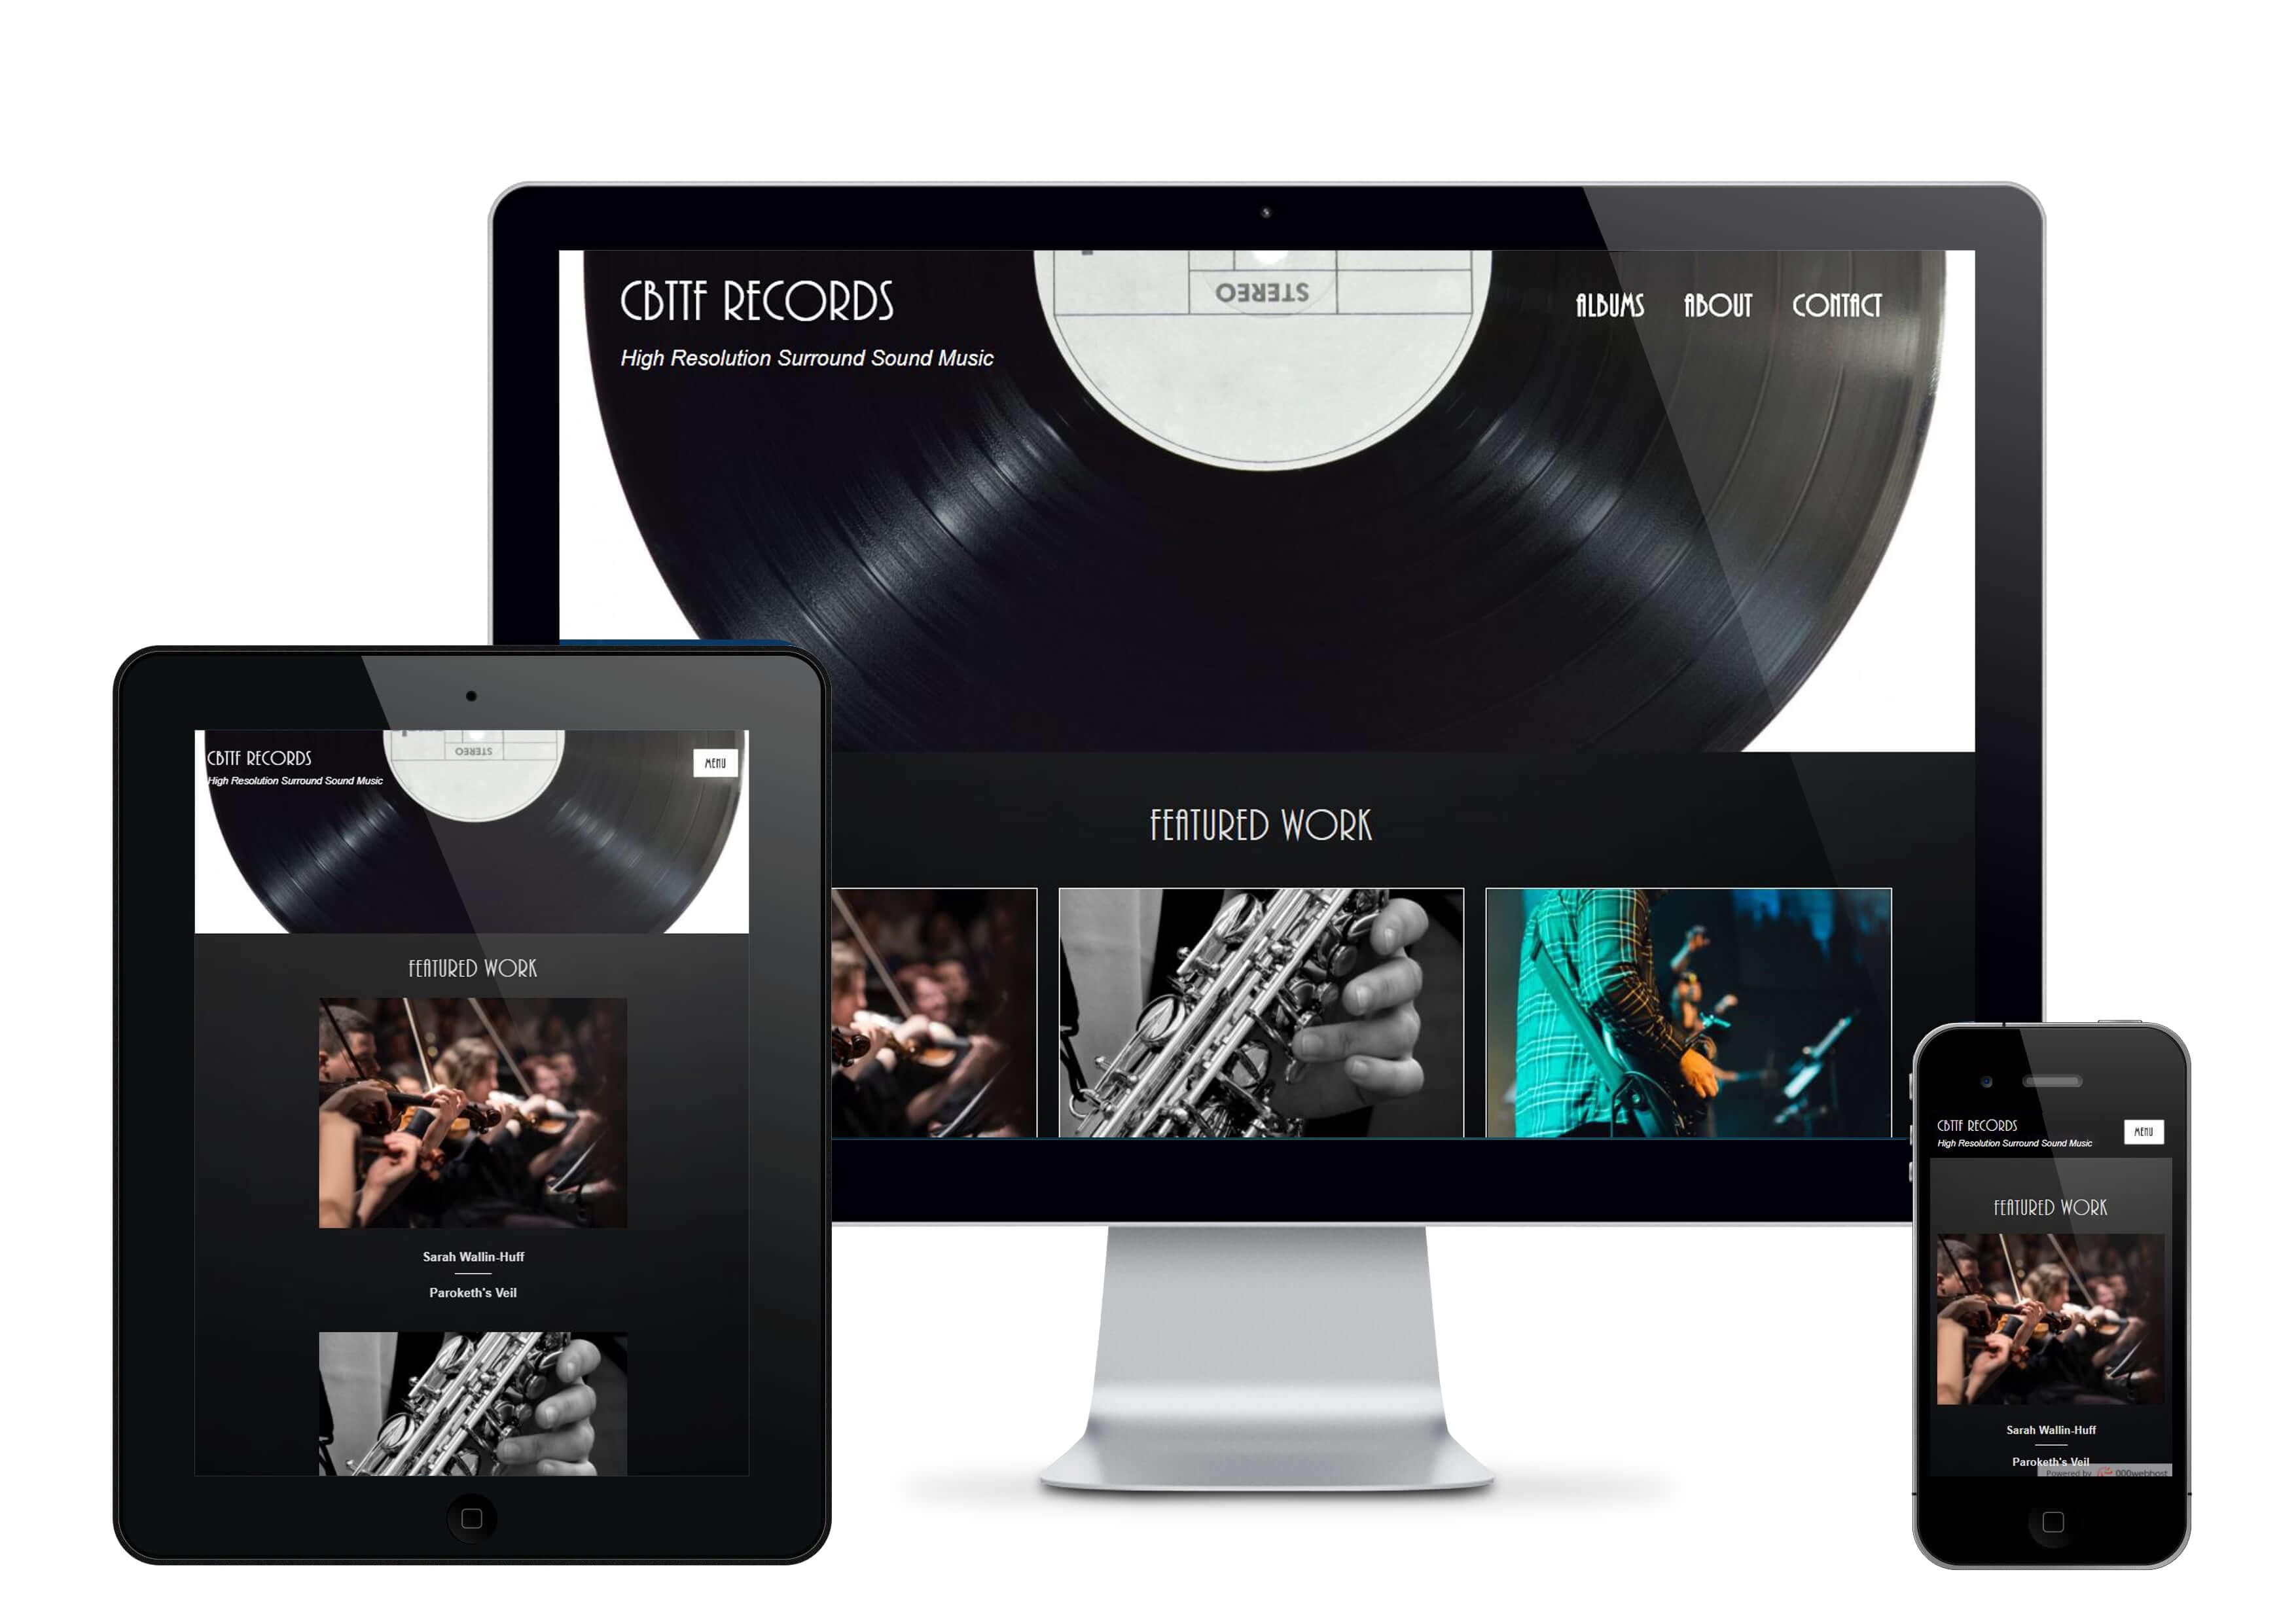 STEREO
CBTTF RECORDS
ALBUMS ABOUT CONTACT
High Resolution Surround Sound Music
FEATURED WORK
STEREO
CBTTF RECORDS
MENU
High Resolution Surround Sound Music
FEATURED WORK
Sarah Wallin-Huff
Paroketh's Veil
CBTTF RECORDS
MENU
High Resolution Surround Sound Music
FEATURED WORK
Sarah Wallin-Huff
Paroketh's Veil
Powered by 000webhost